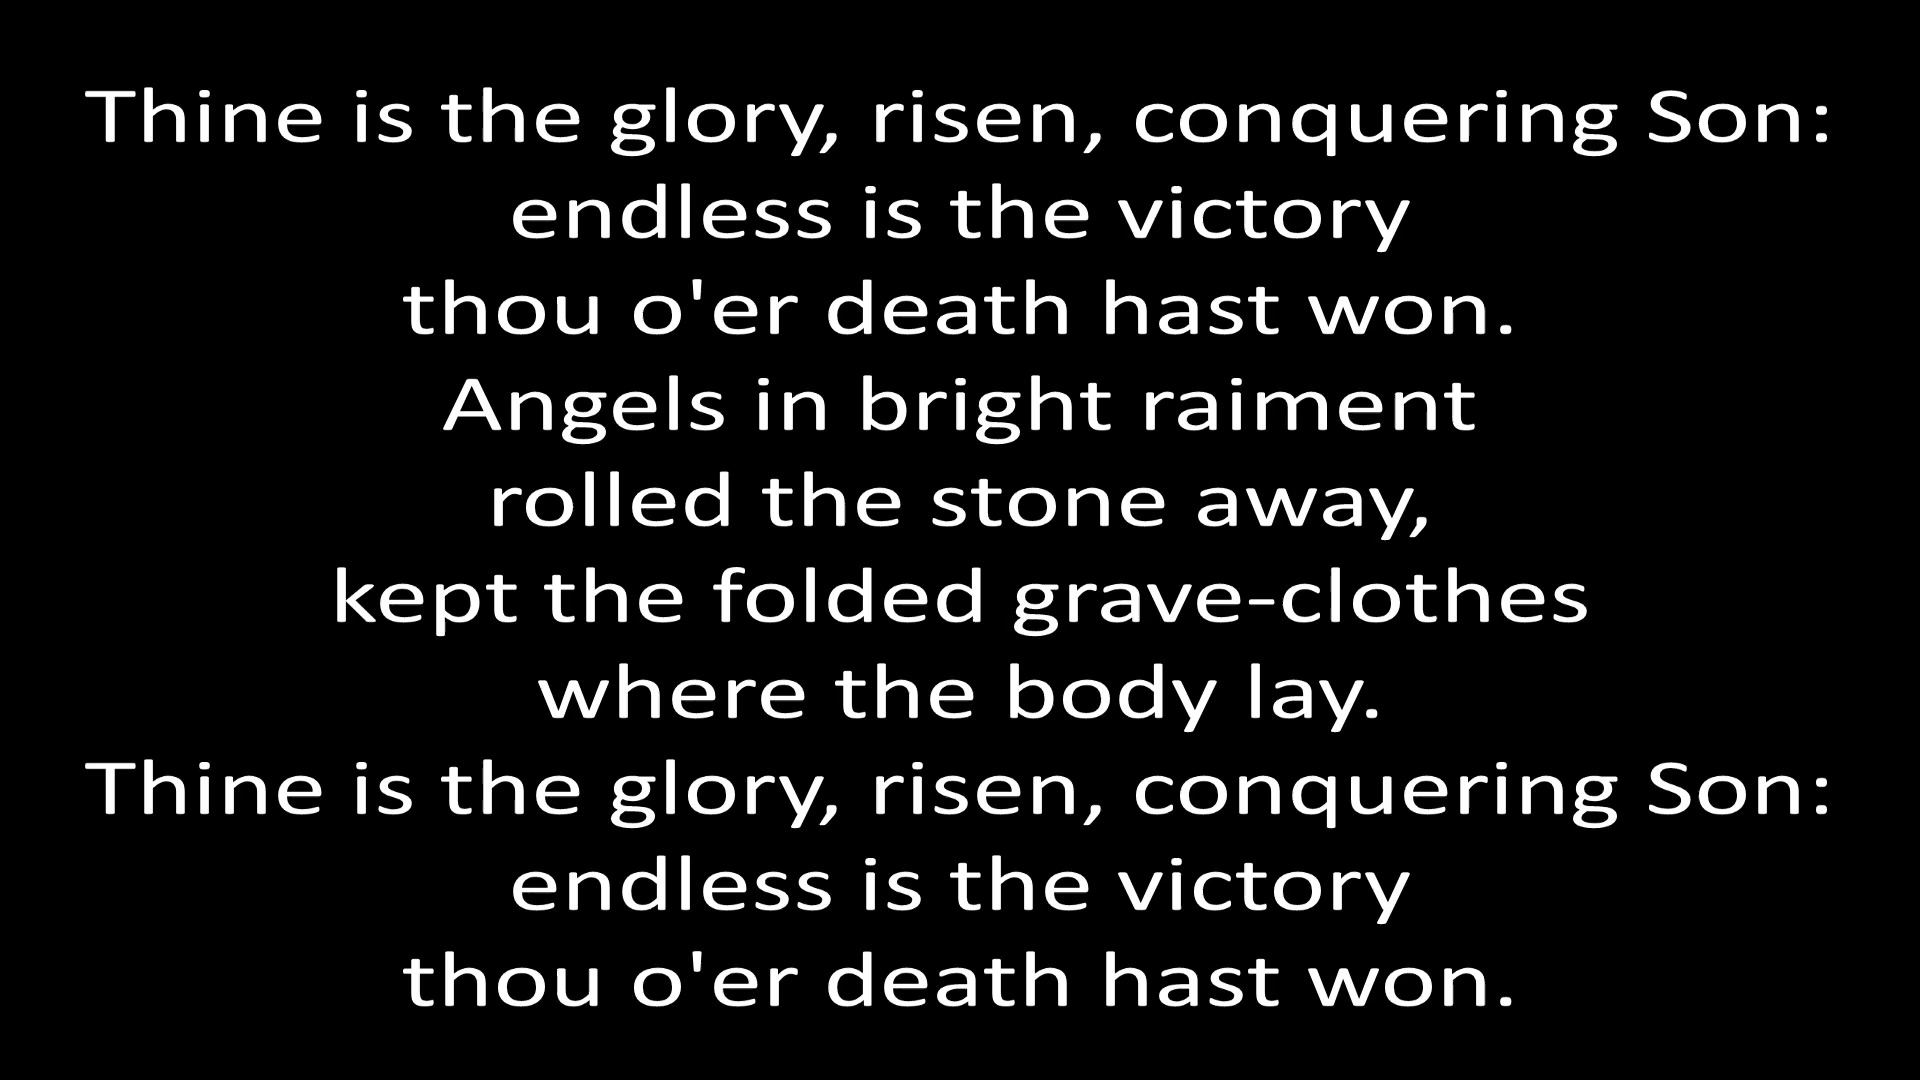 Thine is the glory, risen, conquering Son:
endless is the victory
thou o'er death hast won.
Angels in bright raiment
rolled the stone away,
kept the folded grave-clothes
where the body lay.
Thine is the glory, risen, conquering Son:
endless is the victory
thou o'er death hast won.